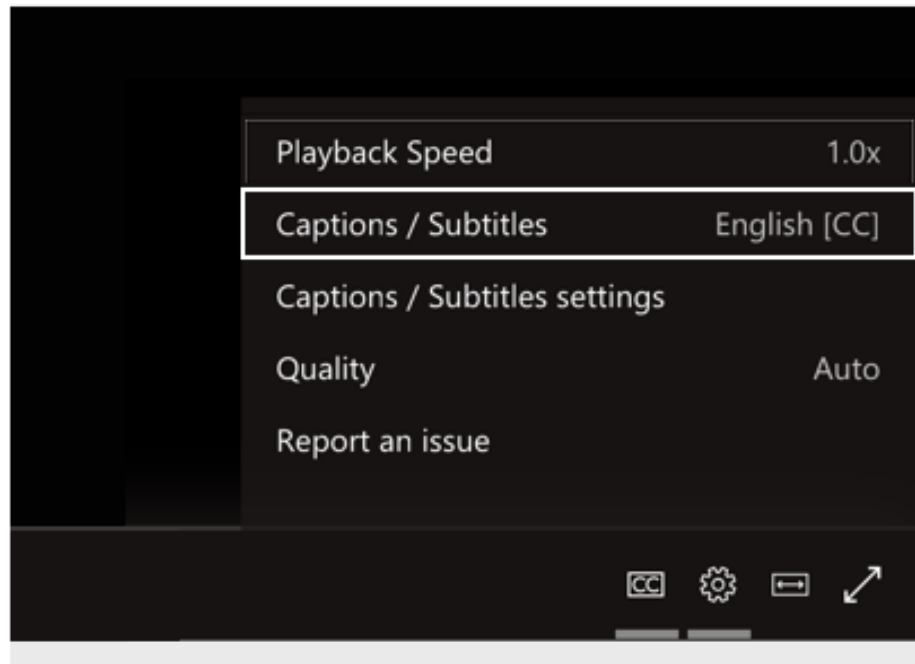 Playback Speed 1.0x
Captions / Subtitles English [CC]
Captions / Subtitles settings
Quality Auto
Report an issue
CC